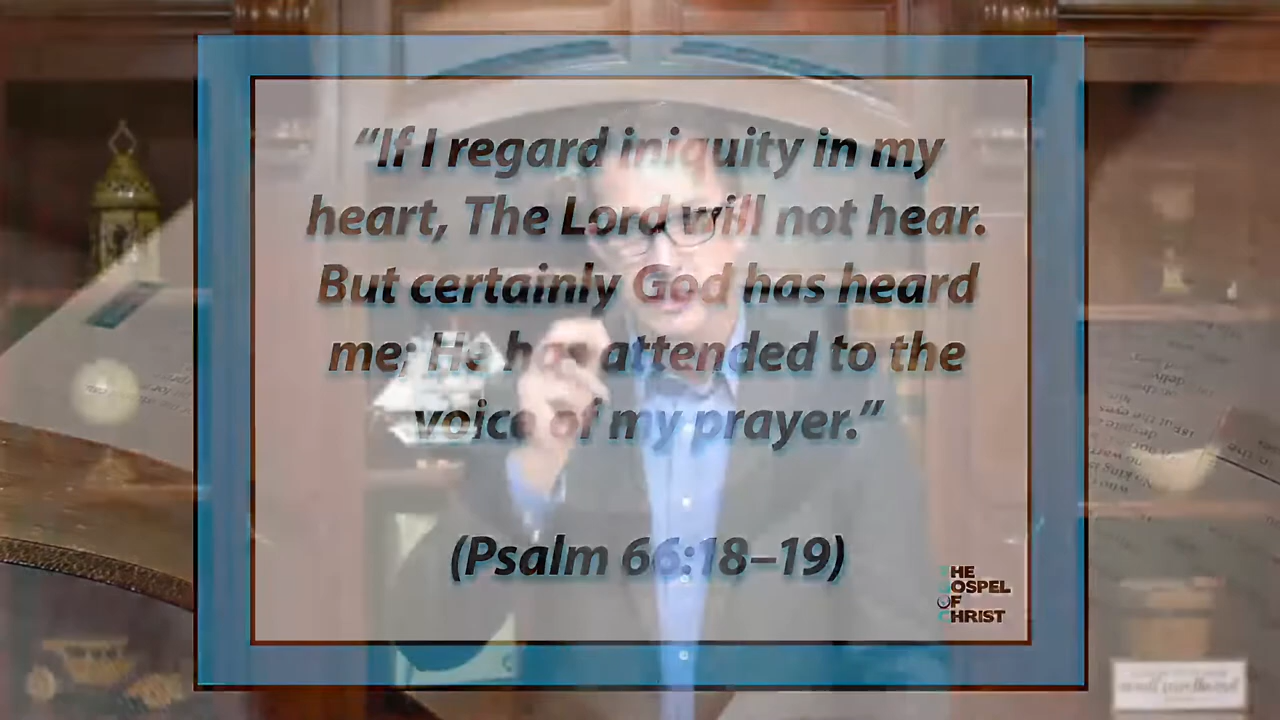 “If I regard iniquity in my
heart, The Lord will not hear.
But certainly God has heard
me; He has attended to the
voice of my prayer.”
(Psalm 66:18–19)
THE
GOSPEL
OF
CHRIST